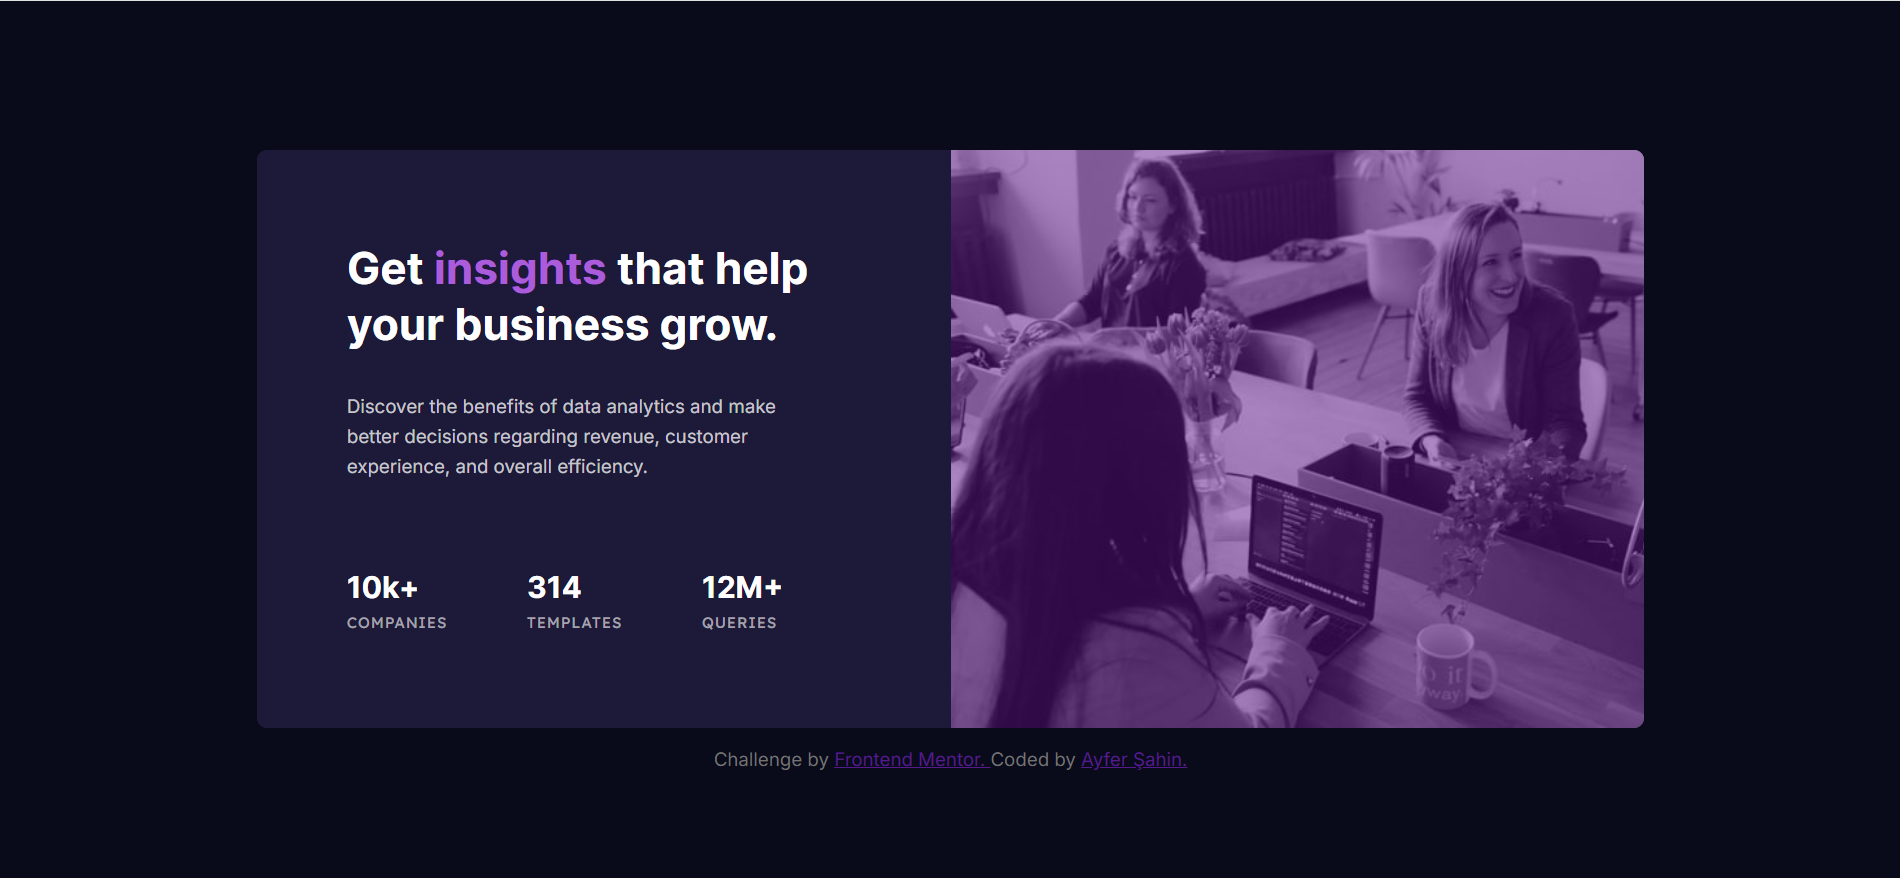 Get insights that help
your business grow.
Discover the benefits of data analytics and make
better decisions regarding revenue, customer
experience, and overall efficiency.
10k+ 314 12M+
COMPANIES TEMPLATES QUERIES
way.
Challenge by Frontend Mentor. Coded by Ayfer Şahin.